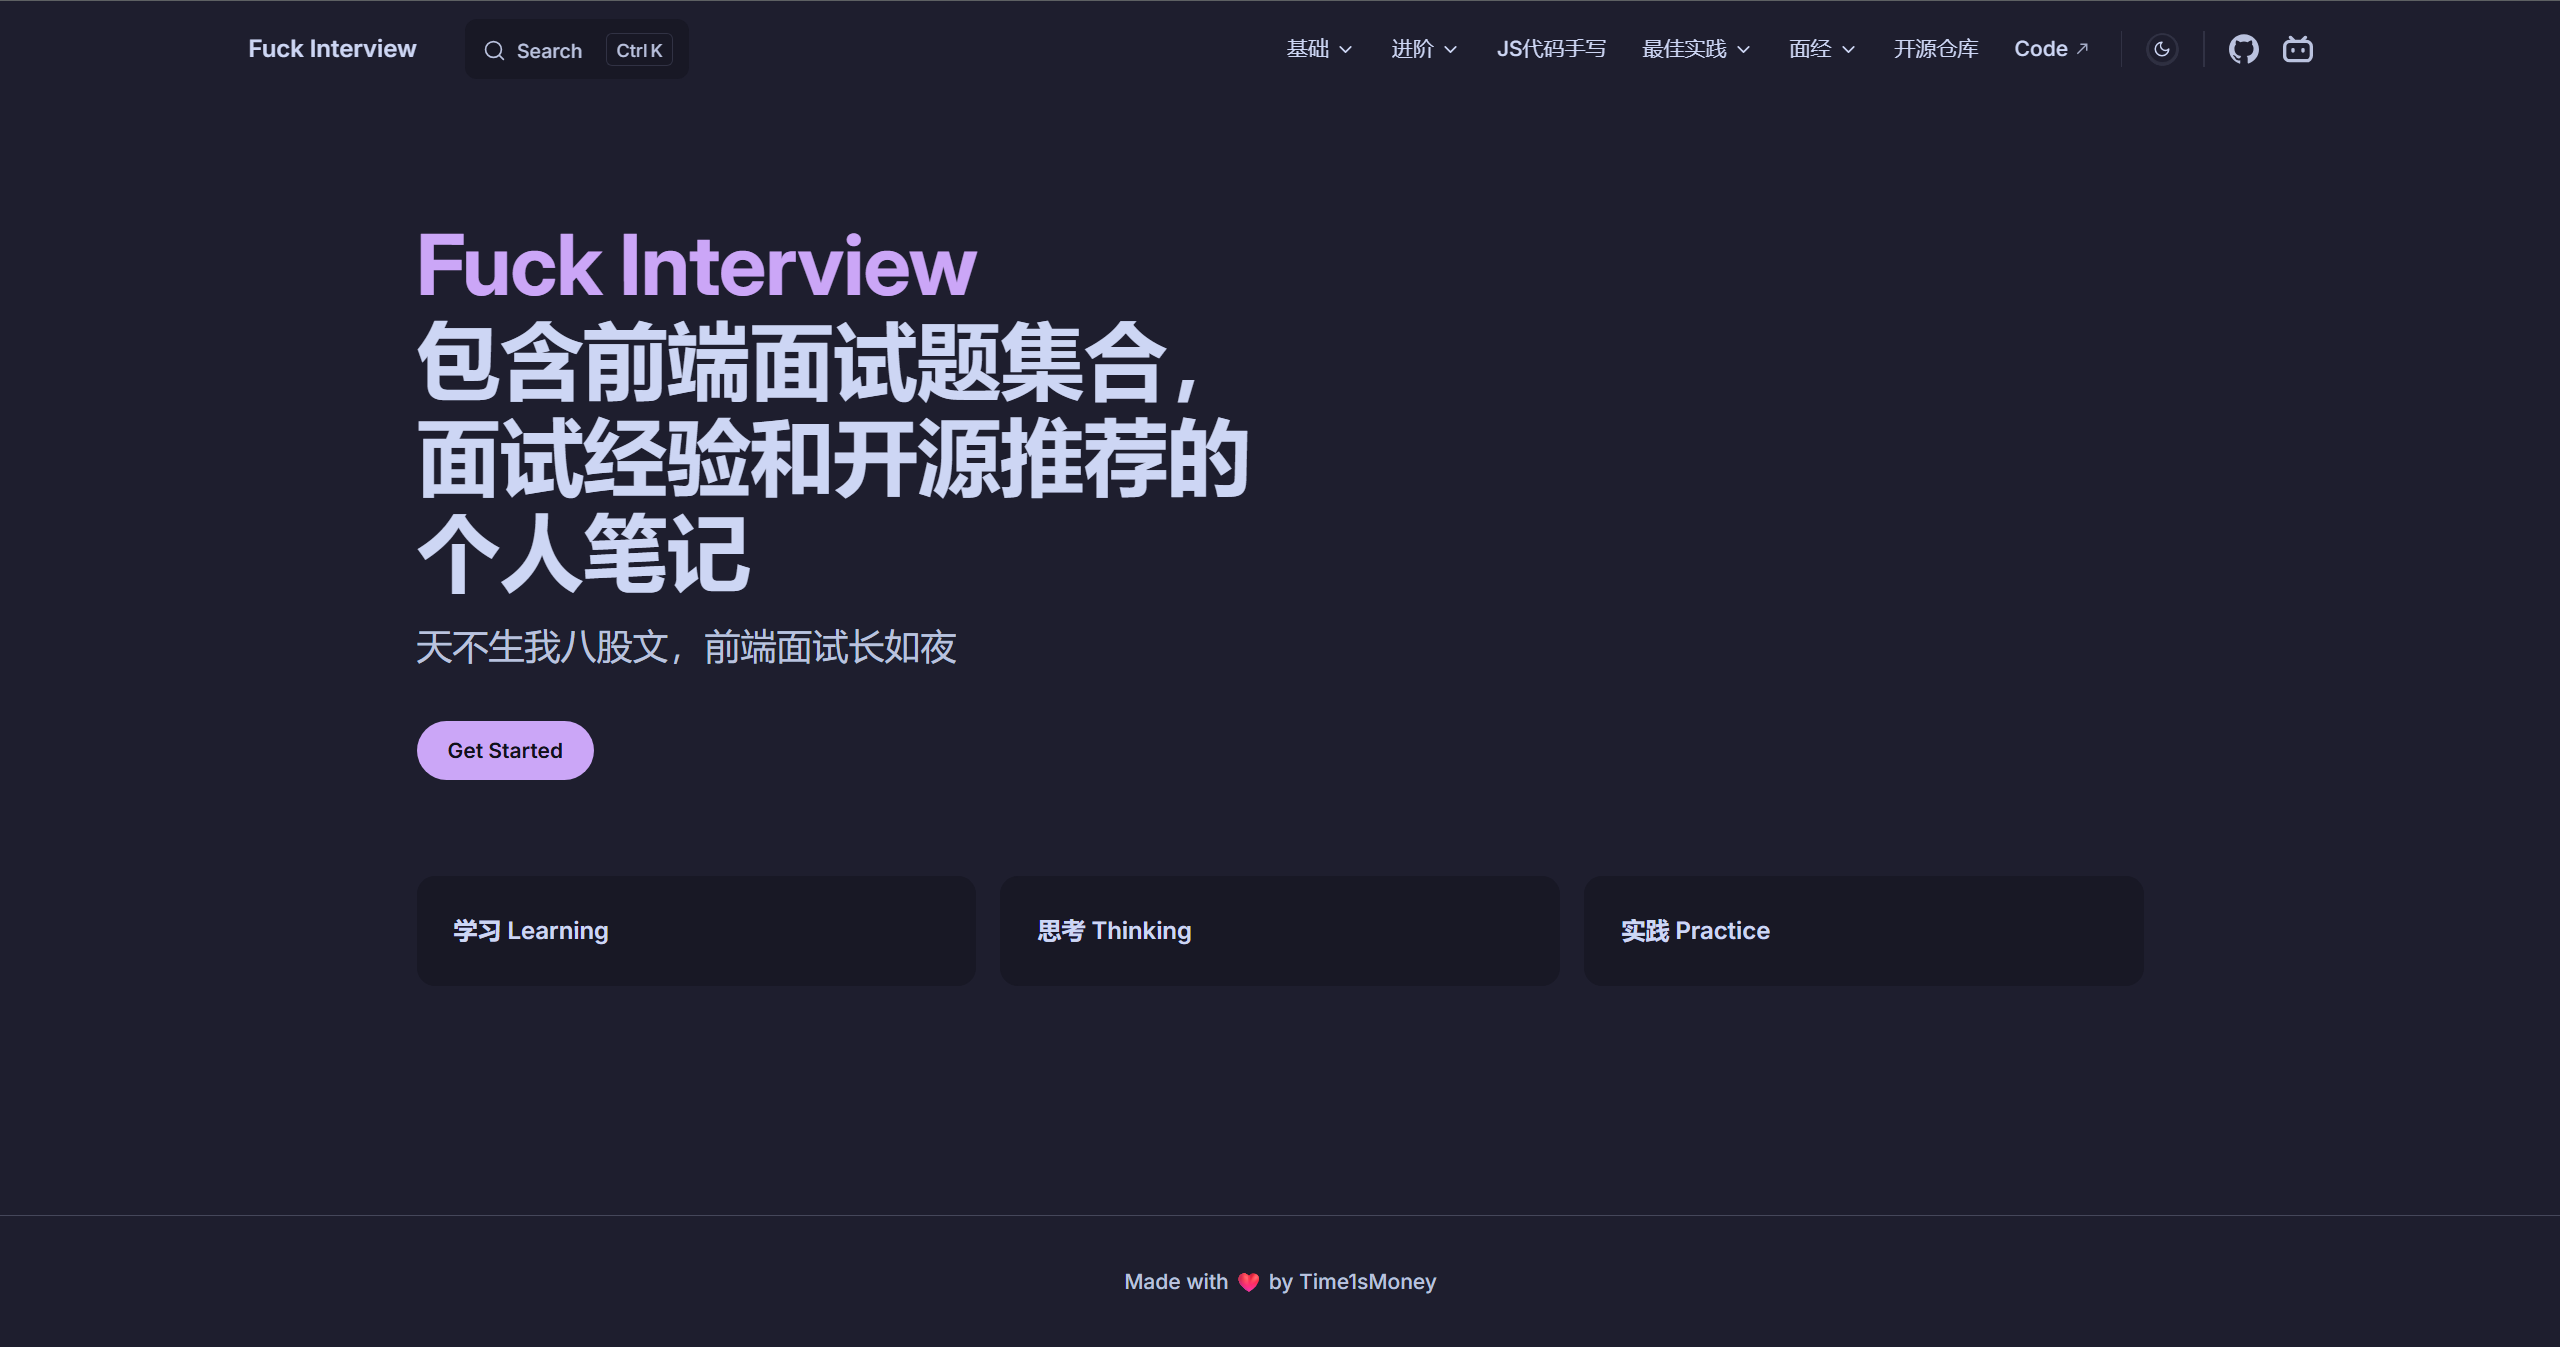 Fuck Interview
Search Ctrl K
基础
进阶
JS代码手写
最佳实践
面经
开源仓库
Code
Fuck Interview
包含前端面试题集合，
面试经验和开源推荐的
个人笔记
天不生我八股文，前端面试长如夜
Get Started
学习 Learning
思考 Thinking
实践 Practice
Made with ❤️ by Time1sMoney